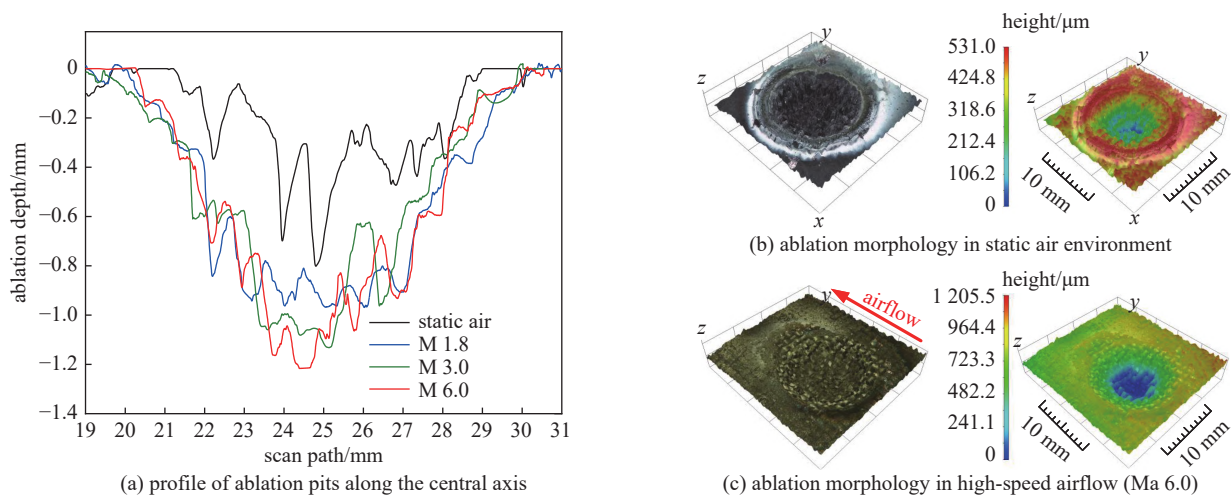 0
−0.2
−0.4
−0.6
−0.8
−1.0
−1.2
−1.4
ablation depth/mm
static air
M 1.8
M 3.0
M 6.0
19 20 21 22 23 24 25 26 27 28 29 30 31
scan path/mm
(a) profile of ablation pits along the central axis
y
z
x
height/μm
531.0
424.8
318.6
212.4
106.2
0
y
z
x
10 mm
10 mm
(b) ablation morphology in static air environment
y
z
airflow
height/μm
1 205.5
964.4
723.3
482.2
241.1
0
y
z
10 mm
10 mm
(c) ablation morphology in high-speed airflow (Ma 6.0)